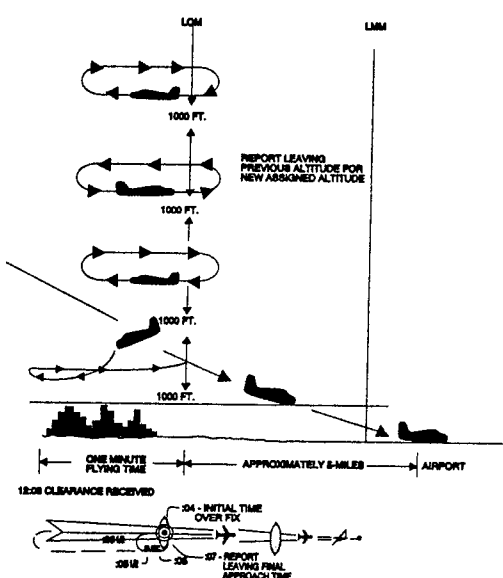 LOM
LMM
1000 FT.
REPORT LEAVING
PREVIOUS ALTITUDE FOR
NEW ASSIGNED ALTITUDE
1000 FT.
1000 FT.
1000 FT.
ONE MINUTE
FLYING TIME
APPROXIMATELY 5-MILES
AIRPORT
12:03 CLEARANCE RECEIVED
:04 - INITIAL TIME
OVER FIX
:07 - REPORT
LEAVING FINAL
APPROACH TIME